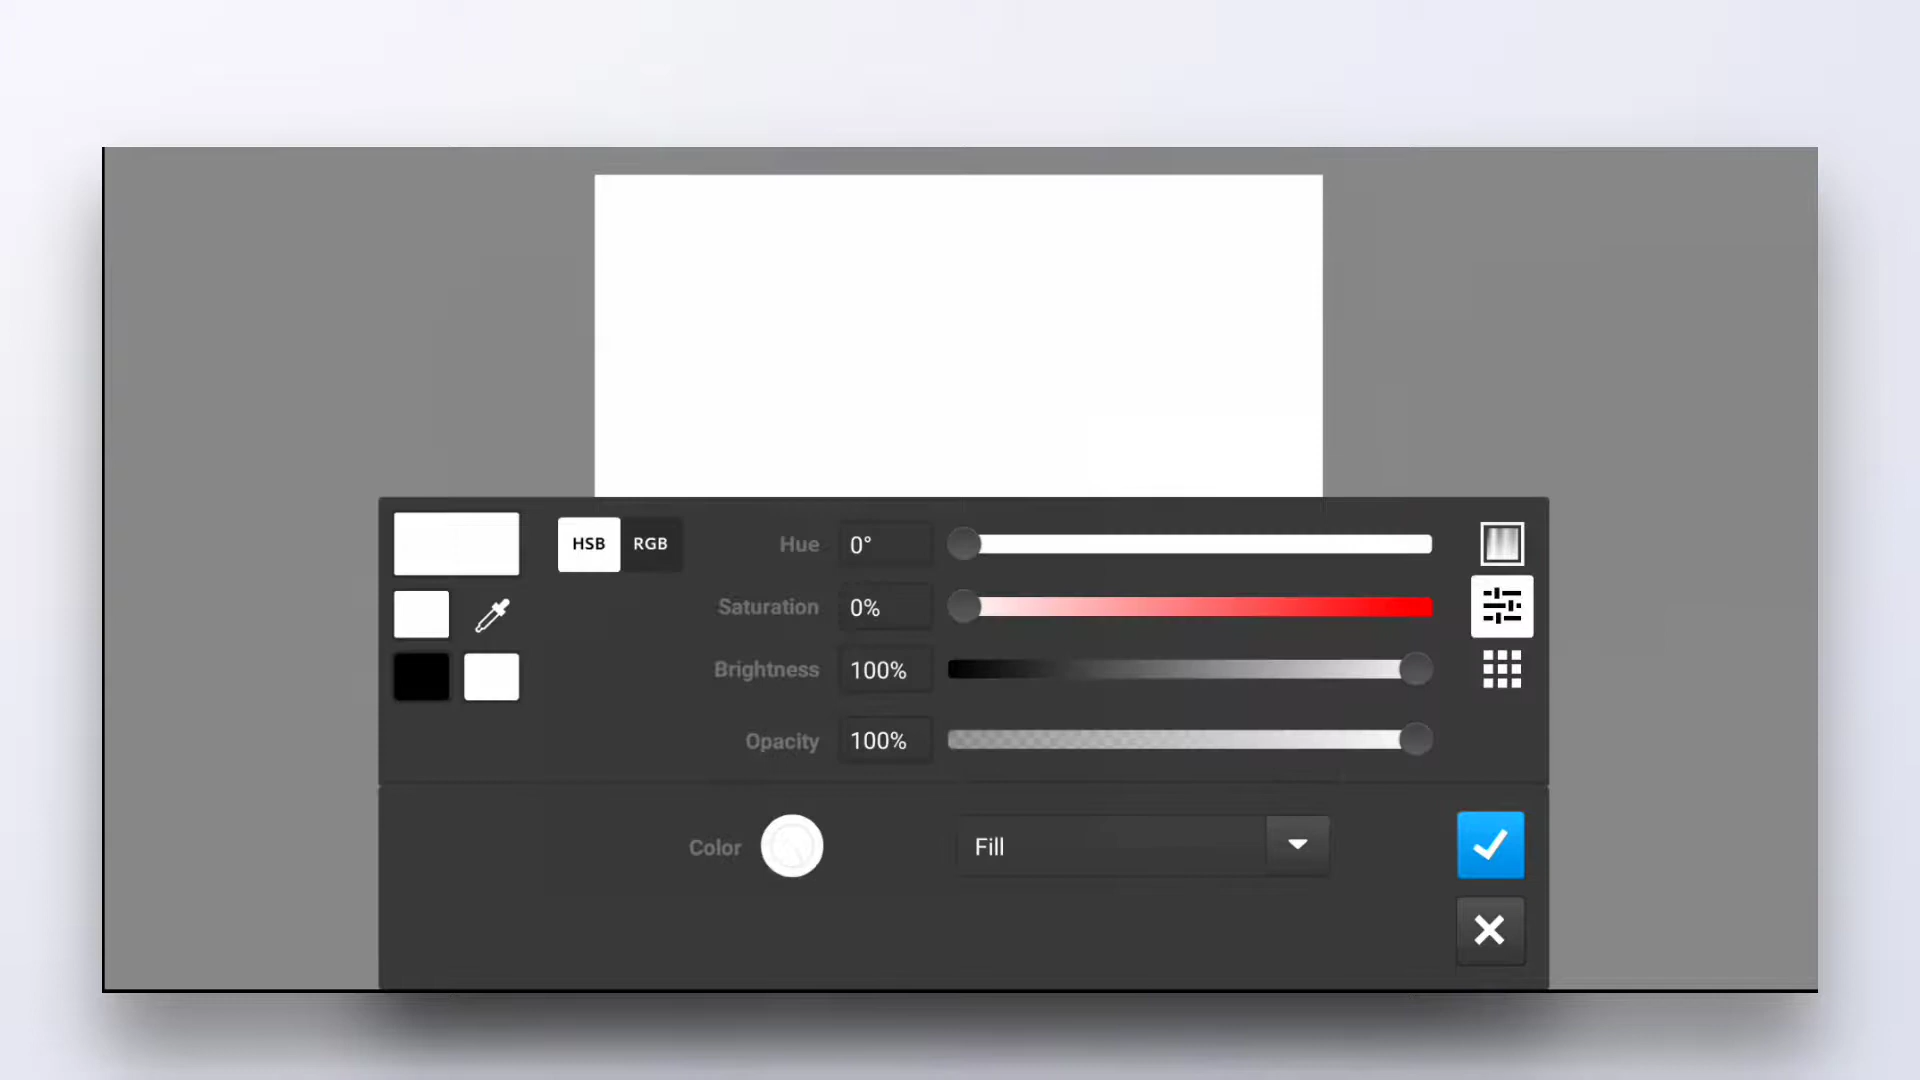 HSB RGB Hue 0°
Saturation 0%
Brightness 100%
Opacity 100%
Color Fill